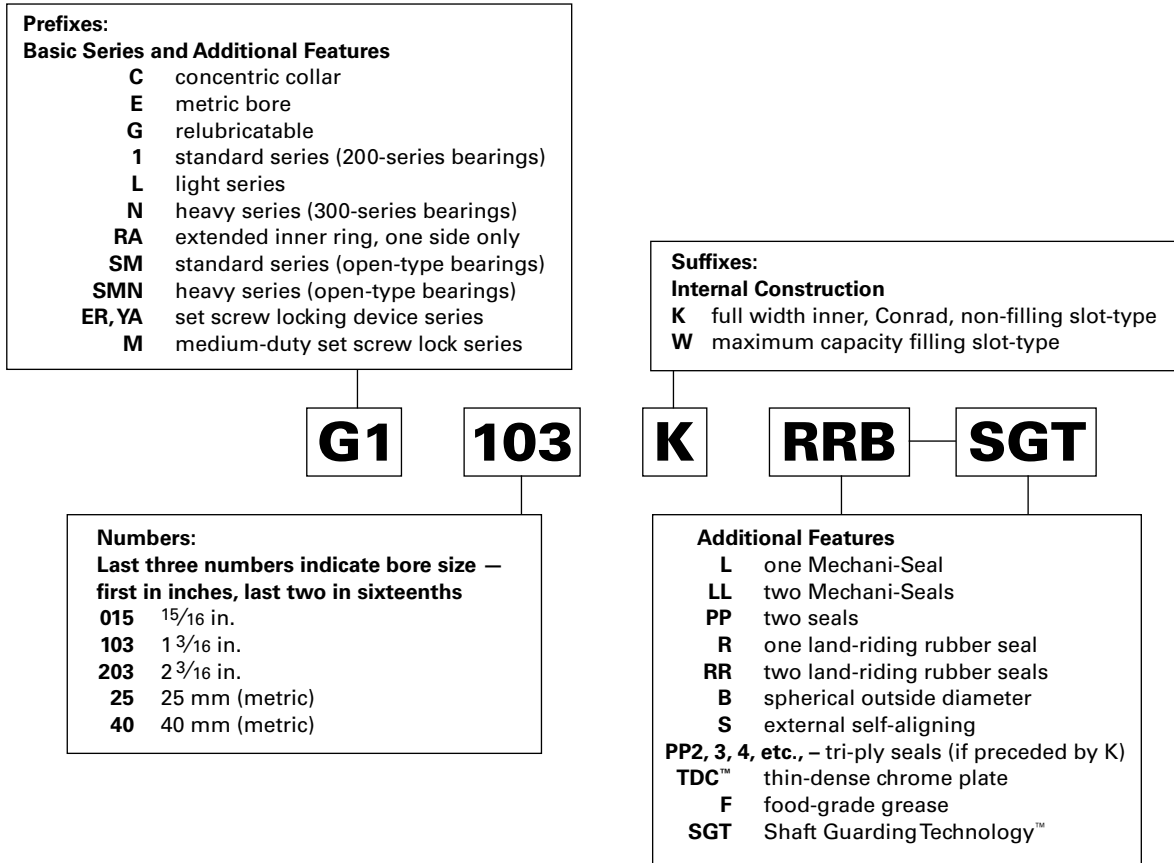 Prefixes:
Basic Series and Additional Features
C concentric collar
E metric bore
G relubricatable
1 standard series (200-series bearings)
L light series
N heavy series (300-series bearings)
RA extended inner ring, one side only
SM standard series (open-type bearings)
SMN heavy series (open-type bearings)
ER, YA set screw locking device series
M medium-duty set screw lock series
Suffixes:
Internal Construction
K full width inner, Conrad, non-filling slot-type
W maximum capacity filling slot-type
G1 103 K RRB SGT
Numbers:
Last three numbers indicate bore size —
first in inches, last two in sixteenths
015 15/16 in.
103 1 3/16 in.
203 2 3/16 in.
25 25 mm (metric)
40 40 mm (metric)
Additional Features
L one Mechani-Seal
LL two Mechani-Seals
PP two seals
R one land-riding rubber seal
RR two land-riding rubber seals
B spherical outside diameter
S external self-aligning
PP2, 3, 4, etc., – tri-ply seals (if preceded by K)
TDC™ thin-dense chrome plate
F food-grade grease
SGT Shaft Guarding Technology™